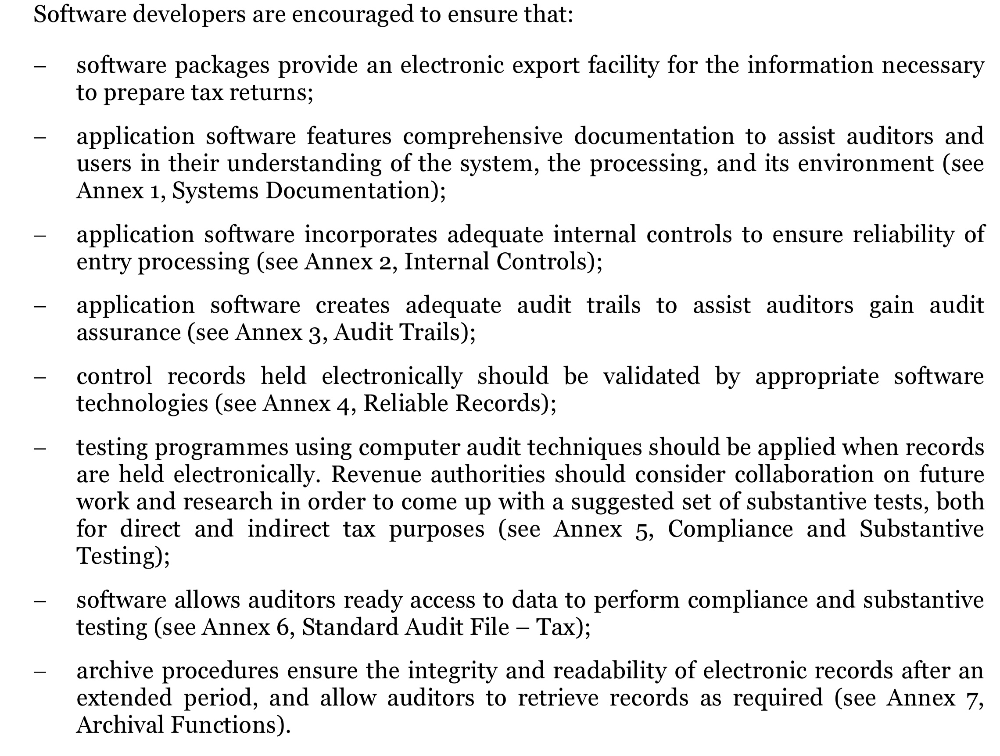 Software developers are encouraged to ensure that:
– software packages provide an electronic export facility for the information necessary
to prepare tax returns;
– application software features comprehensive documentation to assist auditors and
users in their understanding of the system, the processing, and its environment (see
Annex 1, Systems Documentation);
– application software incorporates adequate internal controls to ensure reliability of
entry processing (see Annex 2, Internal Controls);
– application software creates adequate audit trails to assist auditors gain audit
assurance (see Annex 3, Audit Trails);
– control records held electronically should be validated by appropriate software
technologies (see Annex 4, Reliable Records);
– testing programmes using computer audit techniques should be applied when records
are held electronically. Revenue authorities should consider collaboration on future
work and research in order to come up with a suggested set of substantive tests, both
for direct and indirect tax purposes (see Annex 5, Compliance and Substantive
Testing);
– software allows auditors ready access to data to perform compliance and substantive
testing (see Annex 6, Standard Audit File – Tax);
– archive procedures ensure the integrity and readability of electronic records after an
extended period, and allow auditors to retrieve records as required (see Annex 7,
Archival Functions).